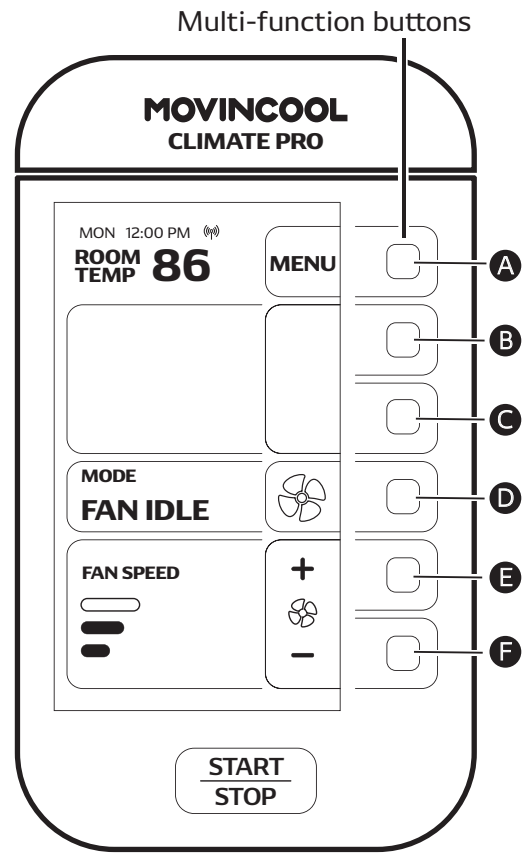 Multi-function buttons
MOVINCOOL
CLIMATE PRO
MON 12:00 PM
ROOM TEMP 86
MENU
A
B
C
MODE
FAN IDLE
D
FAN SPEED
+
E
−
F
START
STOP